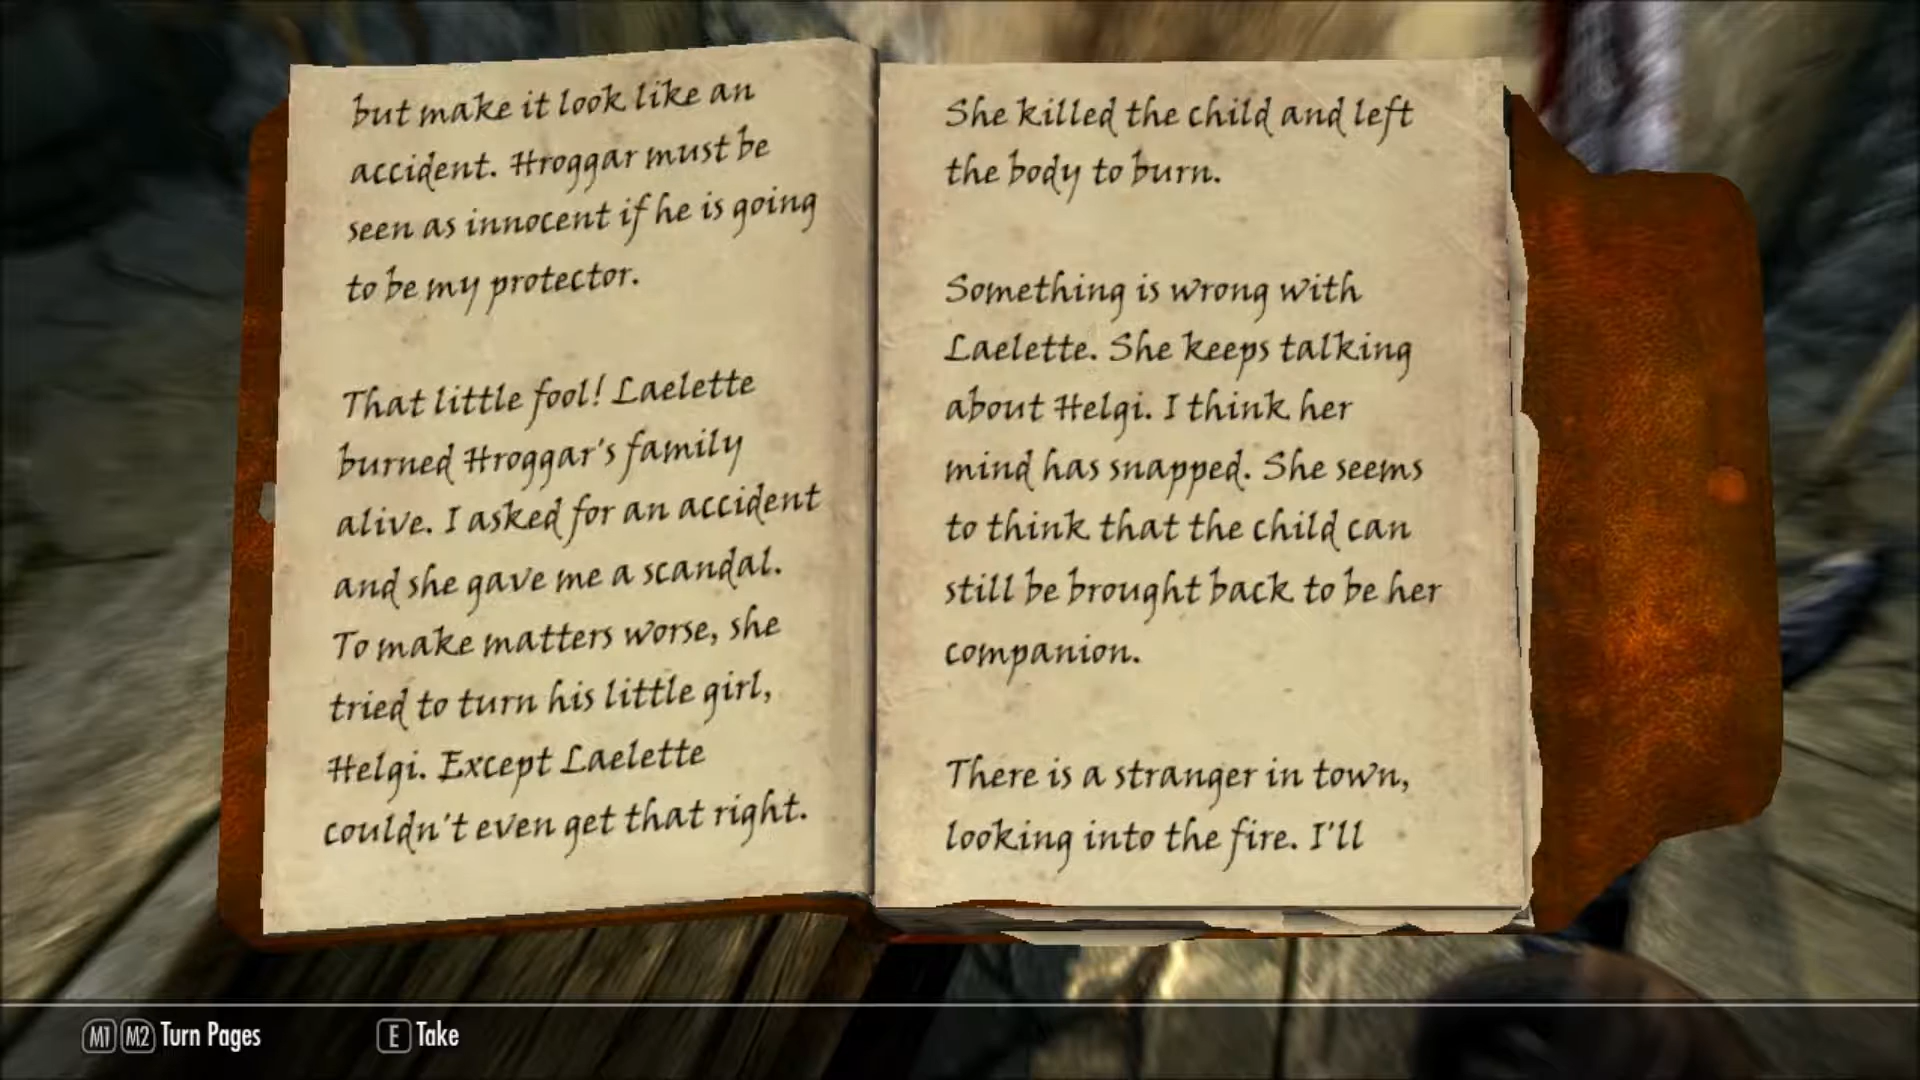 but make it look like an
accident. Hroggar must be
seen as innocent if he is going
to be my protector.
That little fool! Laelette
burned Hroggar's family
alive. I asked for an accident
and she gave me a scandal.
To make matters worse, she
tried to turn his little girl,
Helgi. Except Laelette
couldn't even get that right.
She killed the child and left
the body to burn.
Something is wrong with
Laelette. She keeps talking
about Helgi. I think her
mind has snapped. She seems
to think that the child can
still be brought back to be her
companion.
There is a stranger in town,
looking into the fire. I'll
M1 M2 Turn Pages
E Take